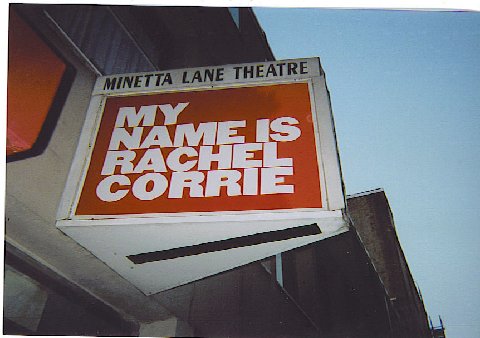 MINETTA LANE THEATRE
MY
NAME IS
RACHEL
CORRIE